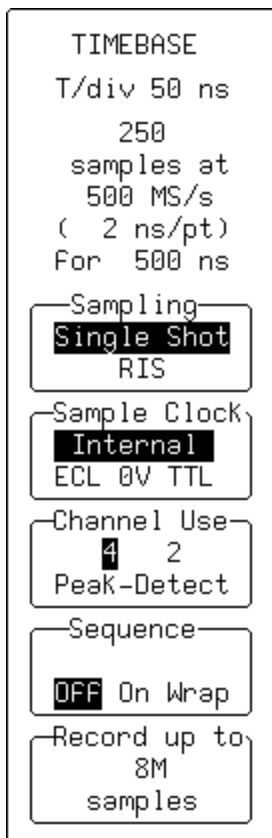 TIMEBASE
T/div 50 ns
250
samples at
500 MS/s
( 2 ns/pt)
For 500 ns
Sampling
Single Shot
RIS
Sample Clock
Internal
ECL 0V TTL
Channel Use
4 2
Peak-Detect
Sequence
OFF On Wrap
Record up to
8M
samples